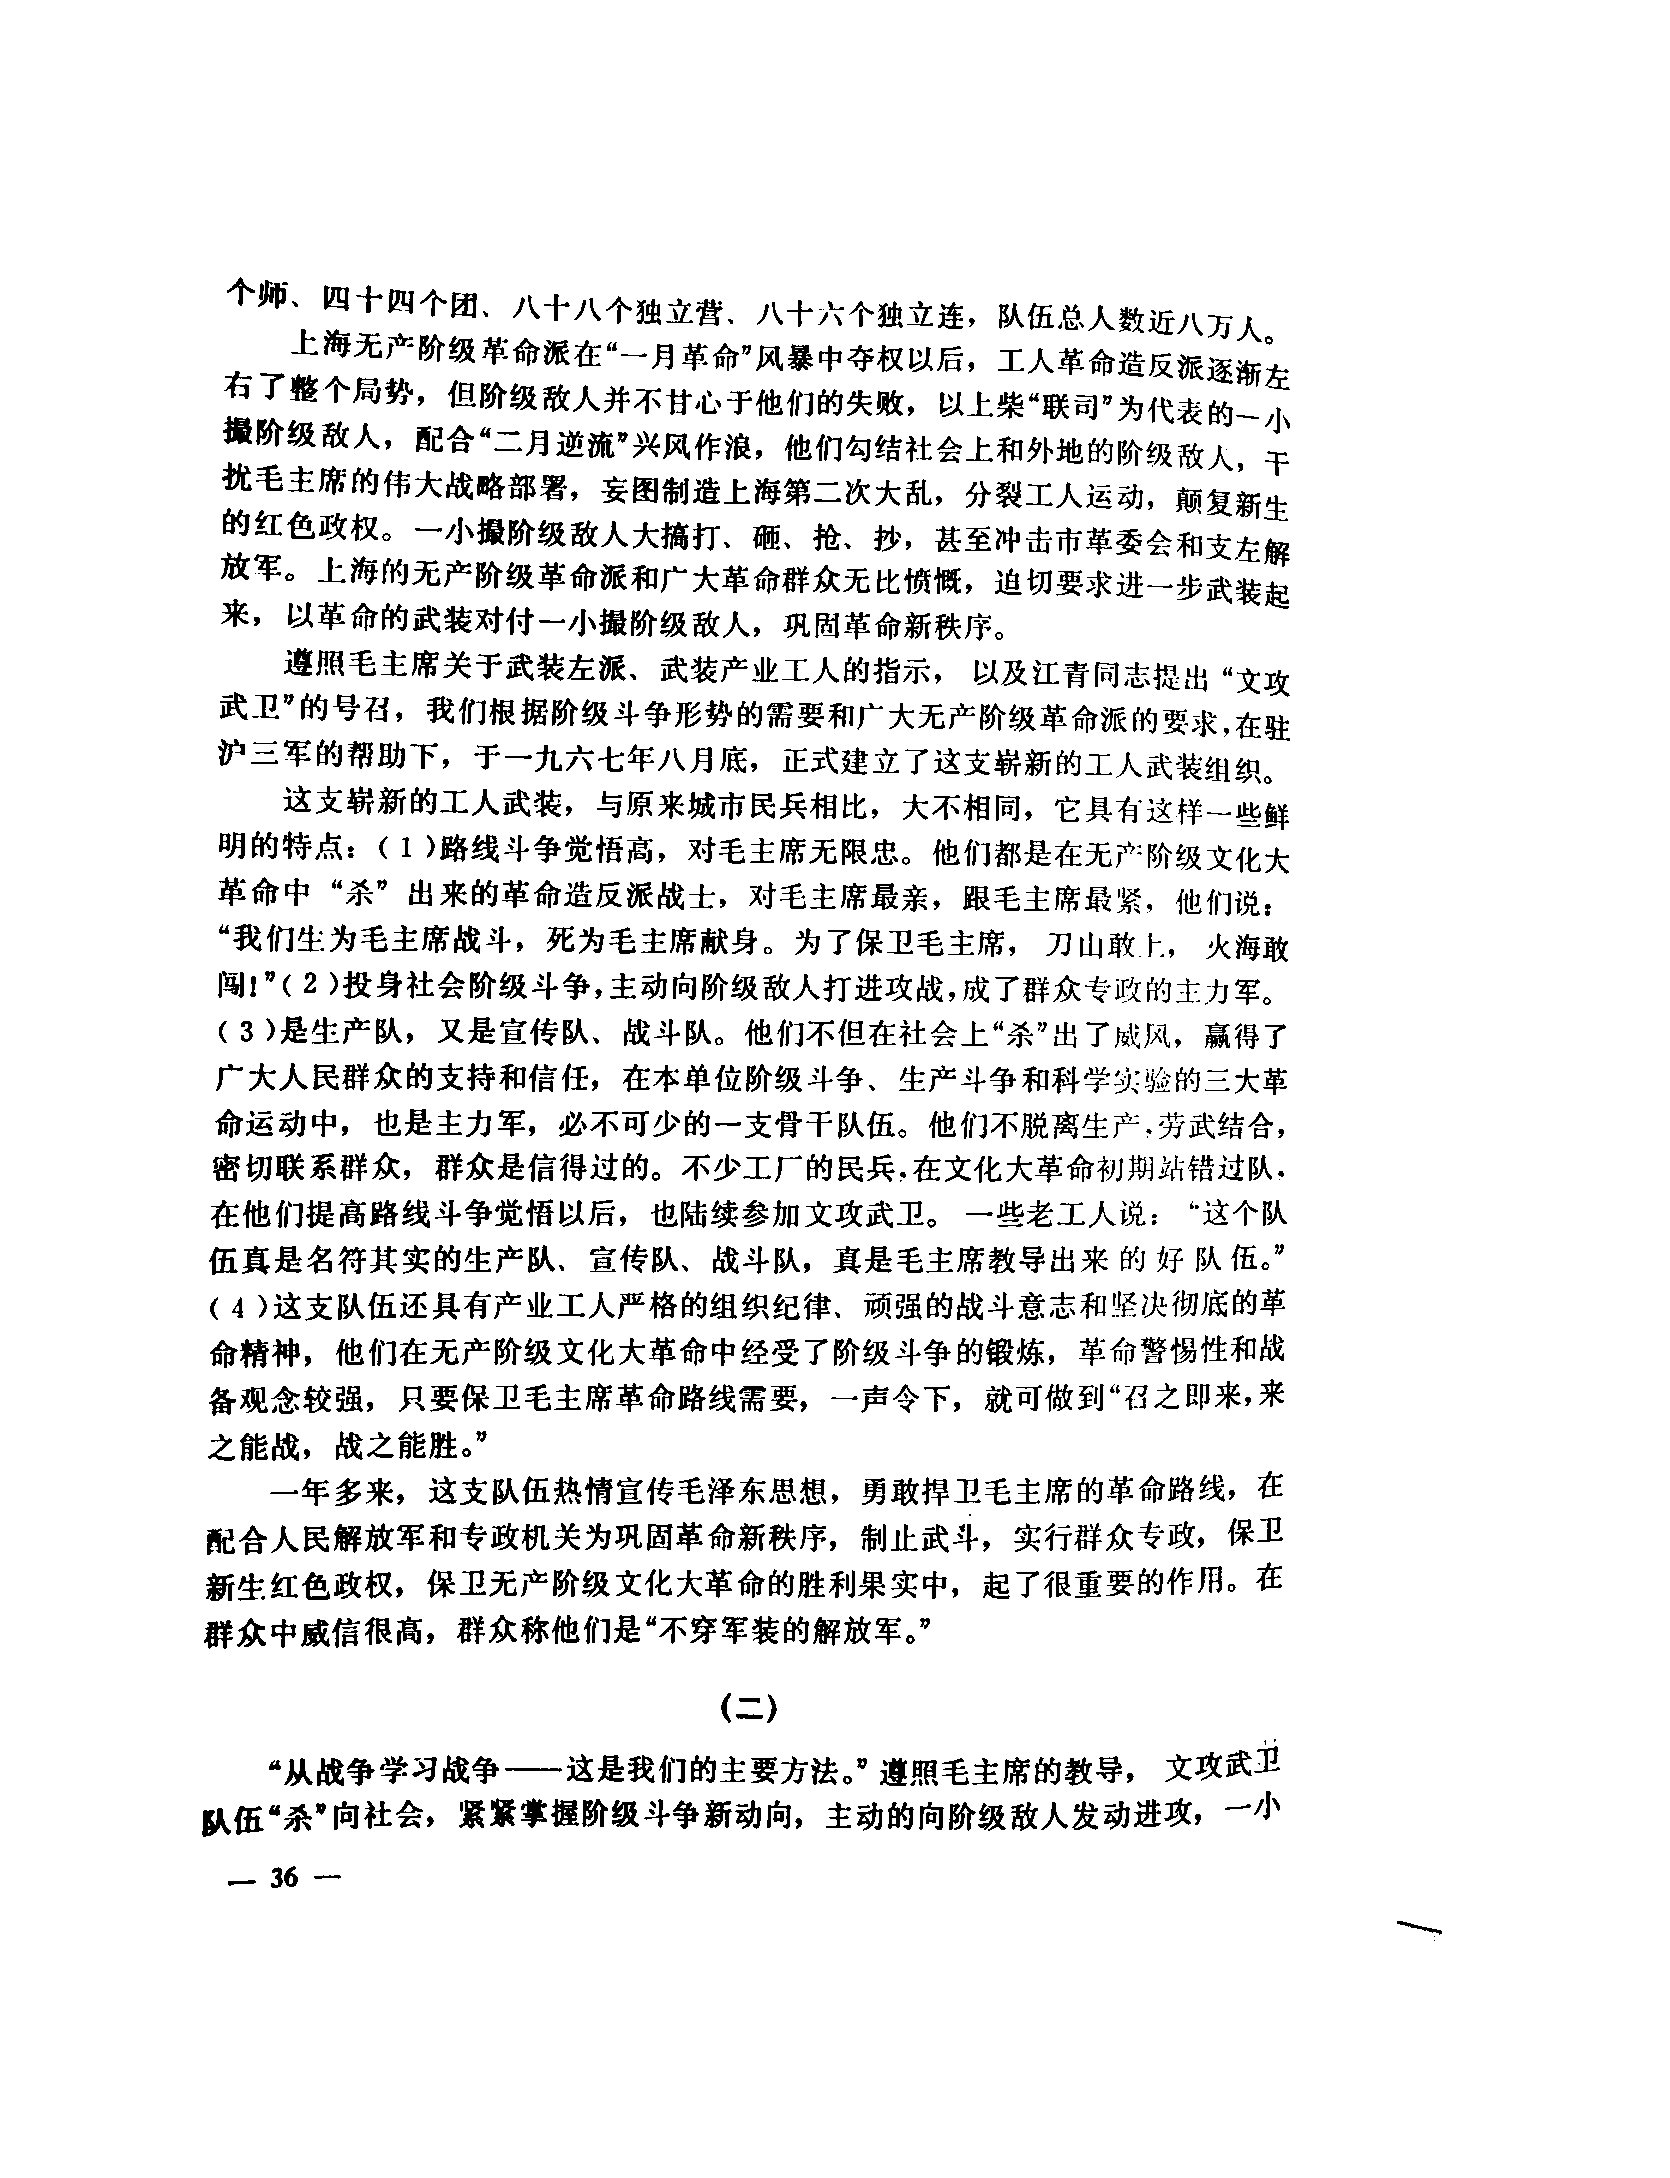 个师、四十四个团、八十八个独立营、八十六个独立连，队伍总人数近八万人。
上海无产阶级革命派在“一月革命”风暴中夺权以后，工人革命造反派逐渐左
右了整个局势，但阶级敌人并不甘心于他们的失败，以上柴“联司”为代表的一小
撮阶级敌人，配合“二月逆流”兴风作浪，他们勾结社会上和外地的阶级敌人，干
扰毛主席的伟大战略部署，妄图制造上海第二次大乱，分裂工人运动，颠复新生
的红色政权。一小撮阶级敌人大搞打、砸、抢、抄，甚至冲击市革委会和支左解
放军。上海的无产阶级革命派和广大革命群众无比愤慨，迫切要求进一步武装起
来，以革命的武装对付一小撮阶级敌人，巩固革命新秩序。
遵照毛主席关于武装左派、武装产业工人的指示，以及江青同志提出“文攻
武卫”的号召，我们根据阶级斗争形势的需要和广大无产阶级革命派的要求，在驻
沪三军的帮助下，于一九六七年八月底，正式建立了这支崭新的工人武装组织。
这支崭新的工人武装，与原来城市民兵相比，大不相同，它具有这样一些鲜
明的特点：（1）路线斗争觉悟高，对毛主席无限忠。他们都是在无产阶级文化大
革命中“杀”出来的革命造反派战士，对毛主席最亲，跟毛主席最紧，他们说：
“我们生为毛主席战斗，死为毛主席献身。为了保卫毛主席，刀山敢上，火海敢
闯！”（2）投身社会阶级斗争，主动向阶级敌人打进攻战，成了群众专政的主力军。
（3）是生产队，又是宣传队、战斗队。他们不但在社会上“杀”出了威风，赢得了
广大人民群众的支持和信任，在本单位阶级斗争、生产斗争和科学实验的三大革
命运动中，也是主力军，必不可少的一支骨干队伍。他们不脱离生产，劳武结合，
密切联系群众，群众是信得过的。不少工厂的民兵，在文化大革命初期站错过队，
在他们提高路线斗争觉悟以后，也陆续参加文攻武卫。一些老工人说：“这个队
伍真是名符其实的生产队、宣传队、战斗队，真是毛主席教导出来的好队伍。”
（4）这支队伍还具有产业工人严格的组织纪律、顽强的战斗意志和坚决彻底的革
命精神，他们在无产阶级文化大革命中经受了阶级斗争的锻炼，革命警惕性和战
备观念较强，只要保卫毛主席革命路线需要，一声令下，就可做到“召之即来，来
之能战，战之能胜。”
一年多来，这支队伍热情宣传毛泽东思想，勇敢捍卫毛主席的革命路线，在
配合人民解放军和专政机关为巩固革命新秩序，制止武斗，实行群众专政，保卫
新生红色政权，保卫无产阶级文化大革命的胜利果实中，起了很重要的作用。在
群众中威信很高，群众称他们是“不穿军装的解放军。”
（二）
“从战争学习战争——这是我们的主要方法。”遵照毛主席的教导，文攻武卫
队伍“杀”向社会，紧紧掌握阶级斗争新动向，主动的向阶级敌人发动进攻，一小
— 36 —